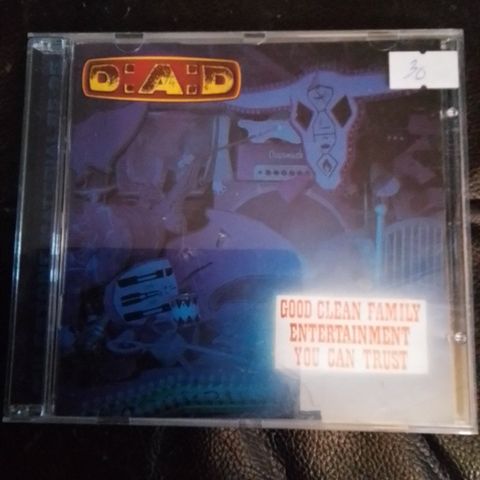 D:A:D
30
GOOD CLEAN FAMILY
ENTERTAINMENT
YOU CAN TRUST